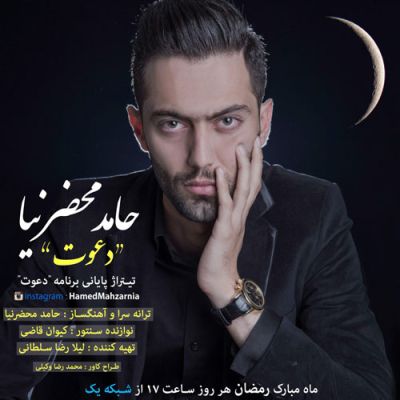 حامد محضرنیا
”دعوت“
تیتراژ پایانی برنامه "دعوت"
Instagram : HamedMahzarnia
ترانه سرا و آهنگساز : حامد محضرنیا
نوازنده سنتور : کیوان قاضی
تهیه کننده : لیلا رضا سلطانی
طراح کاور : محمد رضا وکیلی
ماه مبارک رمضان هر روز ساعت ۱۷ از شبکه یک